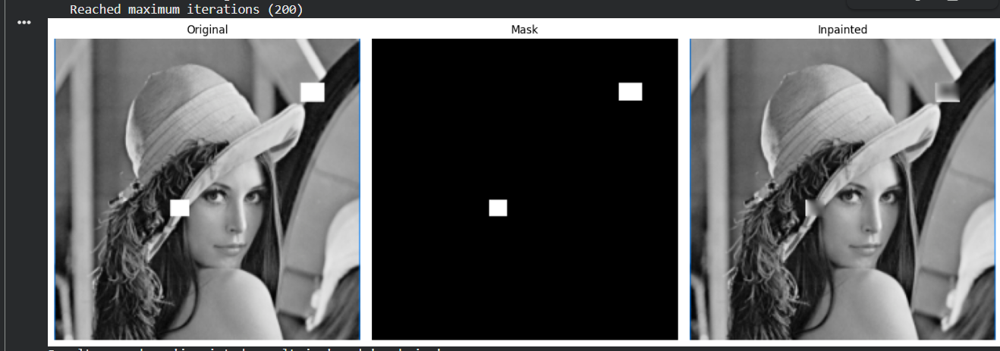 Reached maximum iterations (200)
Original
Mask
Inpainted